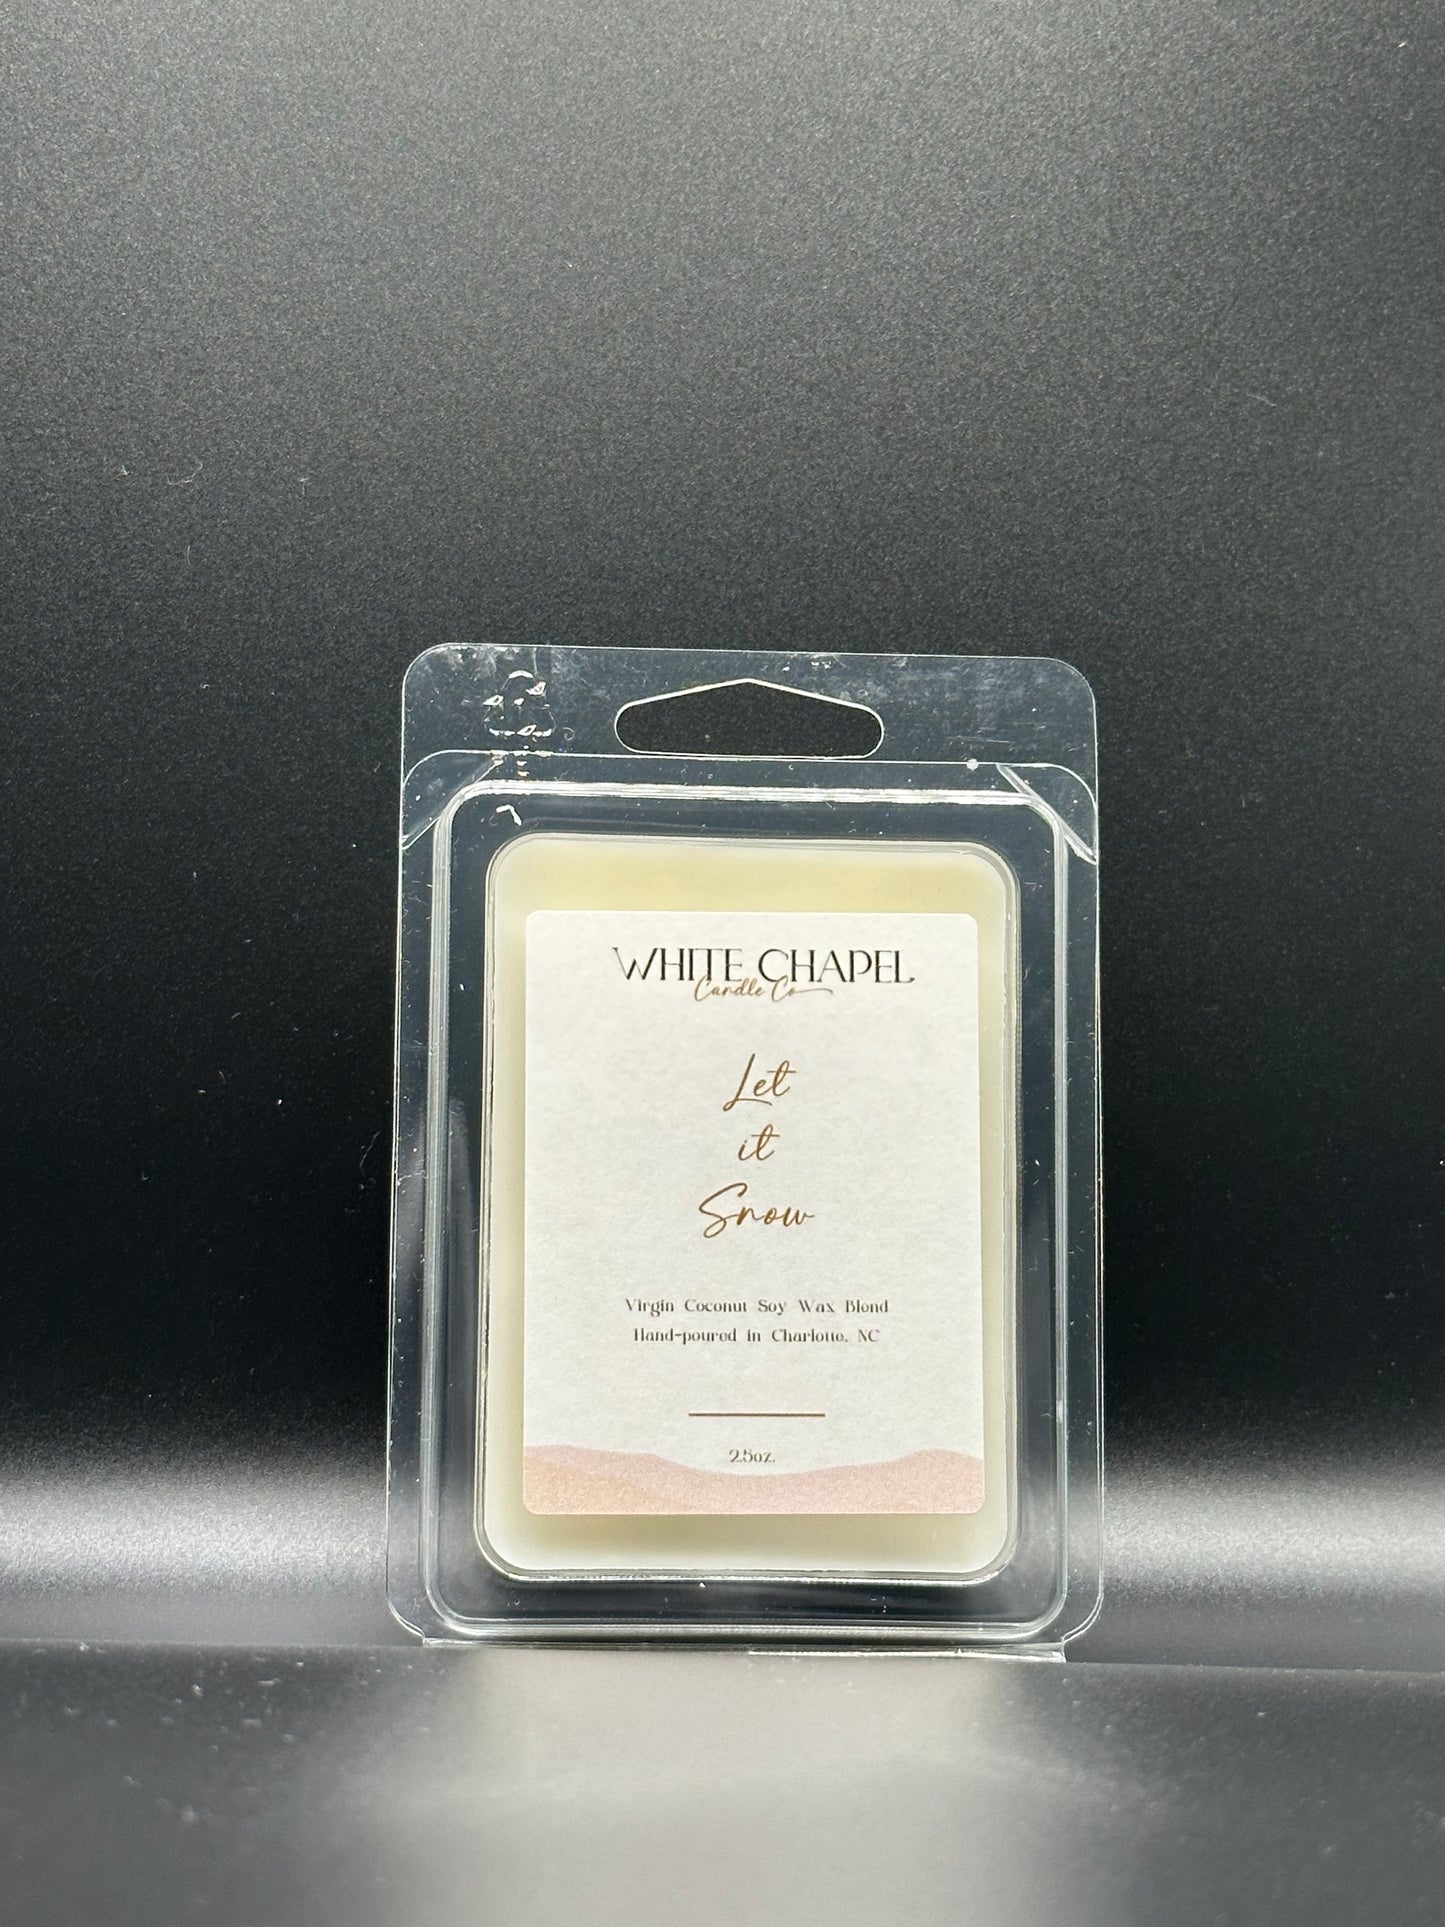 WHITE CHAPEL
Candle Co
Let
it
Snow
Virgin Coconut Soy Wax Blend
Hand-poured in Charlotte, NC
2.5oz.